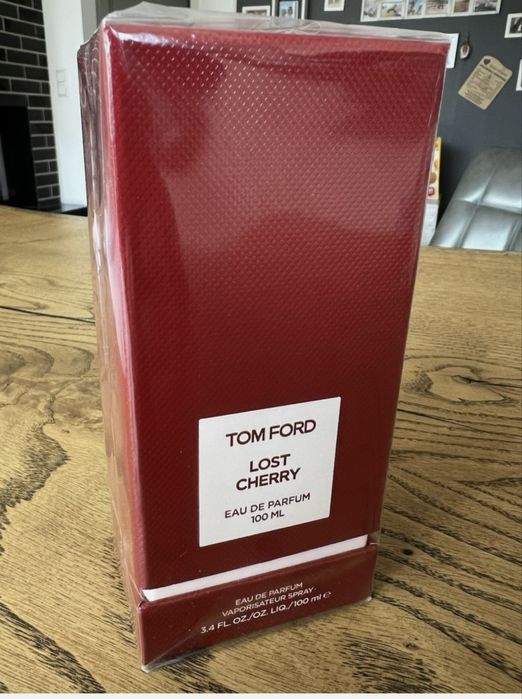 TOM FORD
LOST
CHERRY
EAU DE PARFUM
100 ML
EAU DE PARFUM
VAPORISATEUR SPRAY
3.4 FL. OZ./OZ. LIQ./100 ml ℮